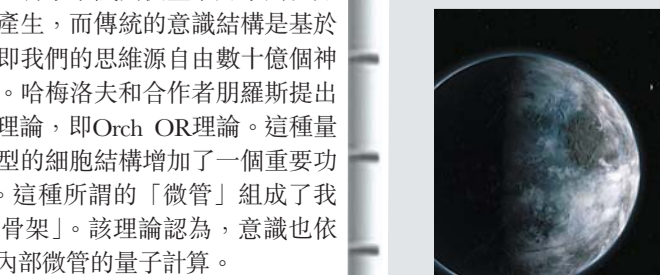 產生，而傳統的意識結構是基於
即我們的思維源自由數十億個神
。哈梅洛夫和合作者朋羅斯提出
理論，即Orch OR理論。這種量
型的細胞結構增加了一個重要功
。這種所謂的「微管」組成了我
骨架」。該理論認為，意識也依
內部微管的量子計算。